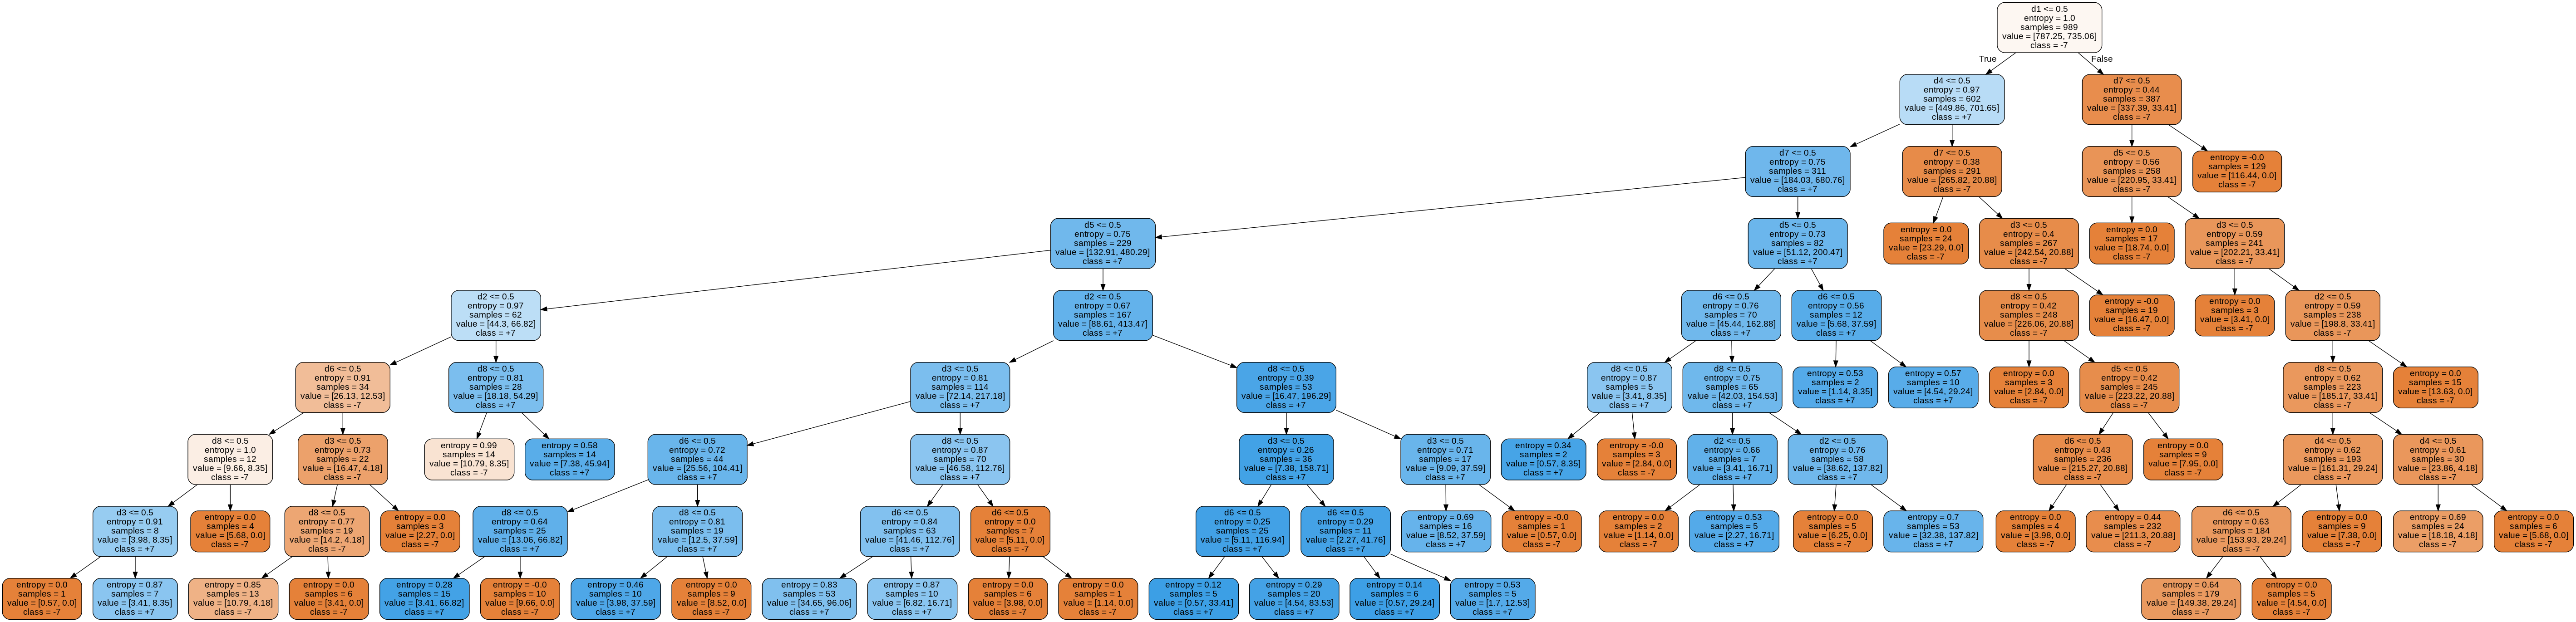 d1 <= 0.5
entropy = 1.0
samples = 989
value = [787.25, 735.06]
class = -7
True
False
d4 <= 0.5
entropy = 0.97
samples = 602
value = [449.86, 701.65]
class = +7
d7 <= 0.5
entropy = 0.44
samples = 387
value = [337.39, 33.41]
class = -7
d7 <= 0.5
entropy = 0.75
samples = 311
value = [184.03, 680.76]
class = +7
d7 <= 0.5
entropy = 0.38
samples = 291
value = [265.82, 20.88]
class = -7
d5 <= 0.5
entropy = 0.56
samples = 258
value = [220.95, 33.41]
class = -7
entropy = -0.0
samples = 129
value = [116.44, 0.0]
class = -7
d5 <= 0.5
entropy = 0.75
samples = 229
value = [132.91, 480.29]
class = +7
d5 <= 0.5
entropy = 0.73
samples = 82
value = [51.12, 200.47]
class = +7
entropy = 0.0
samples = 24
value = [23.29, 0.0]
class = -7
d3 <= 0.5
entropy = 0.4
samples = 267
value = [242.54, 20.88]
class = -7
entropy = 0.0
samples = 17
value = [18.74, 0.0]
class = -7
d3 <= 0.5
entropy = 0.59
samples = 241
value = [202.21, 33.41]
class = -7
d2 <= 0.5
entropy = 0.97
samples = 62
value = [44.3, 66.82]
class = +7
d2 <= 0.5
entropy = 0.67
samples = 167
value = [88.61, 413.47]
class = +7
d6 <= 0.5
entropy = 0.76
samples = 70
value = [45.44, 162.88]
class = +7
d6 <= 0.5
entropy = 0.56
samples = 12
value = [5.68, 37.59]
class = +7
d8 <= 0.5
entropy = 0.42
samples = 248
value = [226.06, 20.88]
class = -7
entropy = -0.0
samples = 19
value = [16.47, 0.0]
class = -7
entropy = 0.0
samples = 3
value = [3.41, 0.0]
class = -7
d2 <= 0.5
entropy = 0.59
samples = 238
value = [198.8, 33.41]
class = -7
d6 <= 0.5
entropy = 0.91
samples = 34
value = [26.13, 12.53]
class = -7
d8 <= 0.5
entropy = 0.81
samples = 28
value = [18.18, 54.29]
class = +7
d3 <= 0.5
entropy = 0.81
samples = 114
value = [72.14, 217.18]
class = +7
d8 <= 0.5
entropy = 0.39
samples = 53
value = [16.47, 196.29]
class = +7
d8 <= 0.5
entropy = 0.87
samples = 5
value = [3.41, 8.35]
class = +7
d8 <= 0.5
entropy = 0.75
samples = 65
value = [42.03, 154.53]
class = +7
entropy = 0.53
samples = 2
value = [1.14, 8.35]
class = +7
entropy = 0.57
samples = 10
value = [4.54, 29.24]
class = +7
entropy = 0.0
samples = 3
value = [2.84, 0.0]
class = -7
d5 <= 0.5
entropy = 0.42
samples = 245
value = [223.22, 20.88]
class = -7
d8 <= 0.5
entropy = 0.62
samples = 223
value = [185.17, 33.41]
class = -7
entropy = 0.0
samples = 15
value = [13.63, 0.0]
class = -7
d8 <= 0.5
entropy = 1.0
samples = 12
value = [9.66, 8.35]
class = -7
d3 <= 0.5
entropy = 0.73
samples = 22
value = [16.47, 4.18]
class = -7
entropy = 0.99
samples = 14
value = [10.79, 8.35]
class = -7
entropy = 0.58
samples = 14
value = [7.38, 45.94]
class = +7
d6 <= 0.5
entropy = 0.72
samples = 44
value = [25.56, 104.41]
class = +7
d8 <= 0.5
entropy = 0.87
samples = 70
value = [46.58, 112.76]
class = +7
d3 <= 0.5
entropy = 0.26
samples = 36
value = [7.38, 158.71]
class = +7
d3 <= 0.5
entropy = 0.71
samples = 17
value = [9.09, 37.59]
class = +7
entropy = 0.34
samples = 2
value = [0.57, 8.35]
class = +7
entropy = -0.0
samples = 3
value = [2.84, 0.0]
class = -7
d2 <= 0.5
entropy = 0.66
samples = 7
value = [3.41, 16.71]
class = +7
d2 <= 0.5
entropy = 0.76
samples = 58
value = [38.62, 137.82]
class = +7
d6 <= 0.5
entropy = 0.43
samples = 236
value = [215.27, 20.88]
class = -7
entropy = 0.0
samples = 9
value = [7.95, 0.0]
class = -7
d4 <= 0.5
entropy = 0.62
samples = 193
value = [161.31, 29.24]
class = -7
d4 <= 0.5
entropy = 0.61
samples = 30
value = [23.86, 4.18]
class = -7
d3 <= 0.5
entropy = 0.91
samples = 8
value = [3.98, 8.35]
class = +7
entropy = 0.0
samples = 4
value = [5.68, 0.0]
class = -7
d8 <= 0.5
entropy = 0.77
samples = 19
value = [14.2, 4.18]
class = -7
entropy = 0.0
samples = 3
value = [2.27, 0.0]
class = -7
d8 <= 0.5
entropy = 0.64
samples = 25
value = [13.06, 66.82]
class = +7
d8 <= 0.5
entropy = 0.81
samples = 19
value = [12.5, 37.59]
class = +7
d6 <= 0.5
entropy = 0.84
samples = 63
value = [41.46, 112.76]
class = +7
d6 <= 0.5
entropy = 0.0
samples = 7
value = [5.11, 0.0]
class = -7
d6 <= 0.5
entropy = 0.25
samples = 25
value = [5.11, 116.94]
class = +7
d6 <= 0.5
entropy = 0.29
samples = 11
value = [2.27, 41.76]
class = +7
entropy = 0.69
samples = 16
value = [8.52, 37.59]
class = +7
entropy = -0.0
samples = 1
value = [0.57, 0.0]
class = -7
entropy = 0.0
samples = 2
value = [1.14, 0.0]
class = -7
entropy = 0.53
samples = 5
value = [2.27, 16.71]
class = +7
entropy = 0.0
samples = 5
value = [6.25, 0.0]
class = -7
entropy = 0.7
samples = 53
value = [32.38, 137.82]
class = +7
entropy = 0.0
samples = 4
value = [3.98, 0.0]
class = -7
entropy = 0.44
samples = 232
value = [211.3, 20.88]
class = -7
d6 <= 0.5
entropy = 0.63
samples = 184
value = [153.93, 29.24]
class = -7
entropy = 0.0
samples = 9
value = [7.38, 0.0]
class = -7
entropy = 0.69
samples = 24
value = [18.18, 4.18]
class = -7
entropy = 0.0
samples = 6
value = [5.68, 0.0]
class = -7
entropy = 0.0
samples = 1
value = [0.57, 0.0]
class = -7
entropy = 0.87
samples = 7
value = [3.41, 8.35]
class = +7
entropy = 0.85
samples = 13
value = [10.79, 4.18]
class = -7
entropy = 0.0
samples = 6
value = [3.41, 0.0]
class = -7
entropy = 0.28
samples = 15
value = [3.41, 66.82]
class = +7
entropy = -0.0
samples = 10
value = [9.66, 0.0]
class = -7
entropy = 0.46
samples = 10
value = [3.98, 37.59]
class = +7
entropy = 0.0
samples = 9
value = [8.52, 0.0]
class = -7
entropy = 0.83
samples = 53
value = [34.65, 96.06]
class = +7
entropy = 0.87
samples = 10
value = [6.82, 16.71]
class = +7
entropy = 0.0
samples = 6
value = [3.98, 0.0]
class = -7
entropy = 0.0
samples = 1
value = [1.14, 0.0]
class = -7
entropy = 0.12
samples = 5
value = [0.57, 33.41]
class = +7
entropy = 0.29
samples = 20
value = [4.54, 83.53]
class = +7
entropy = 0.14
samples = 6
value = [0.57, 29.24]
class = +7
entropy = 0.53
samples = 5
value = [1.7, 12.53]
class = +7
entropy = 0.64
samples = 179
value = [149.38, 29.24]
class = -7
entropy = 0.0
samples = 5
value = [4.54, 0.0]
class = -7